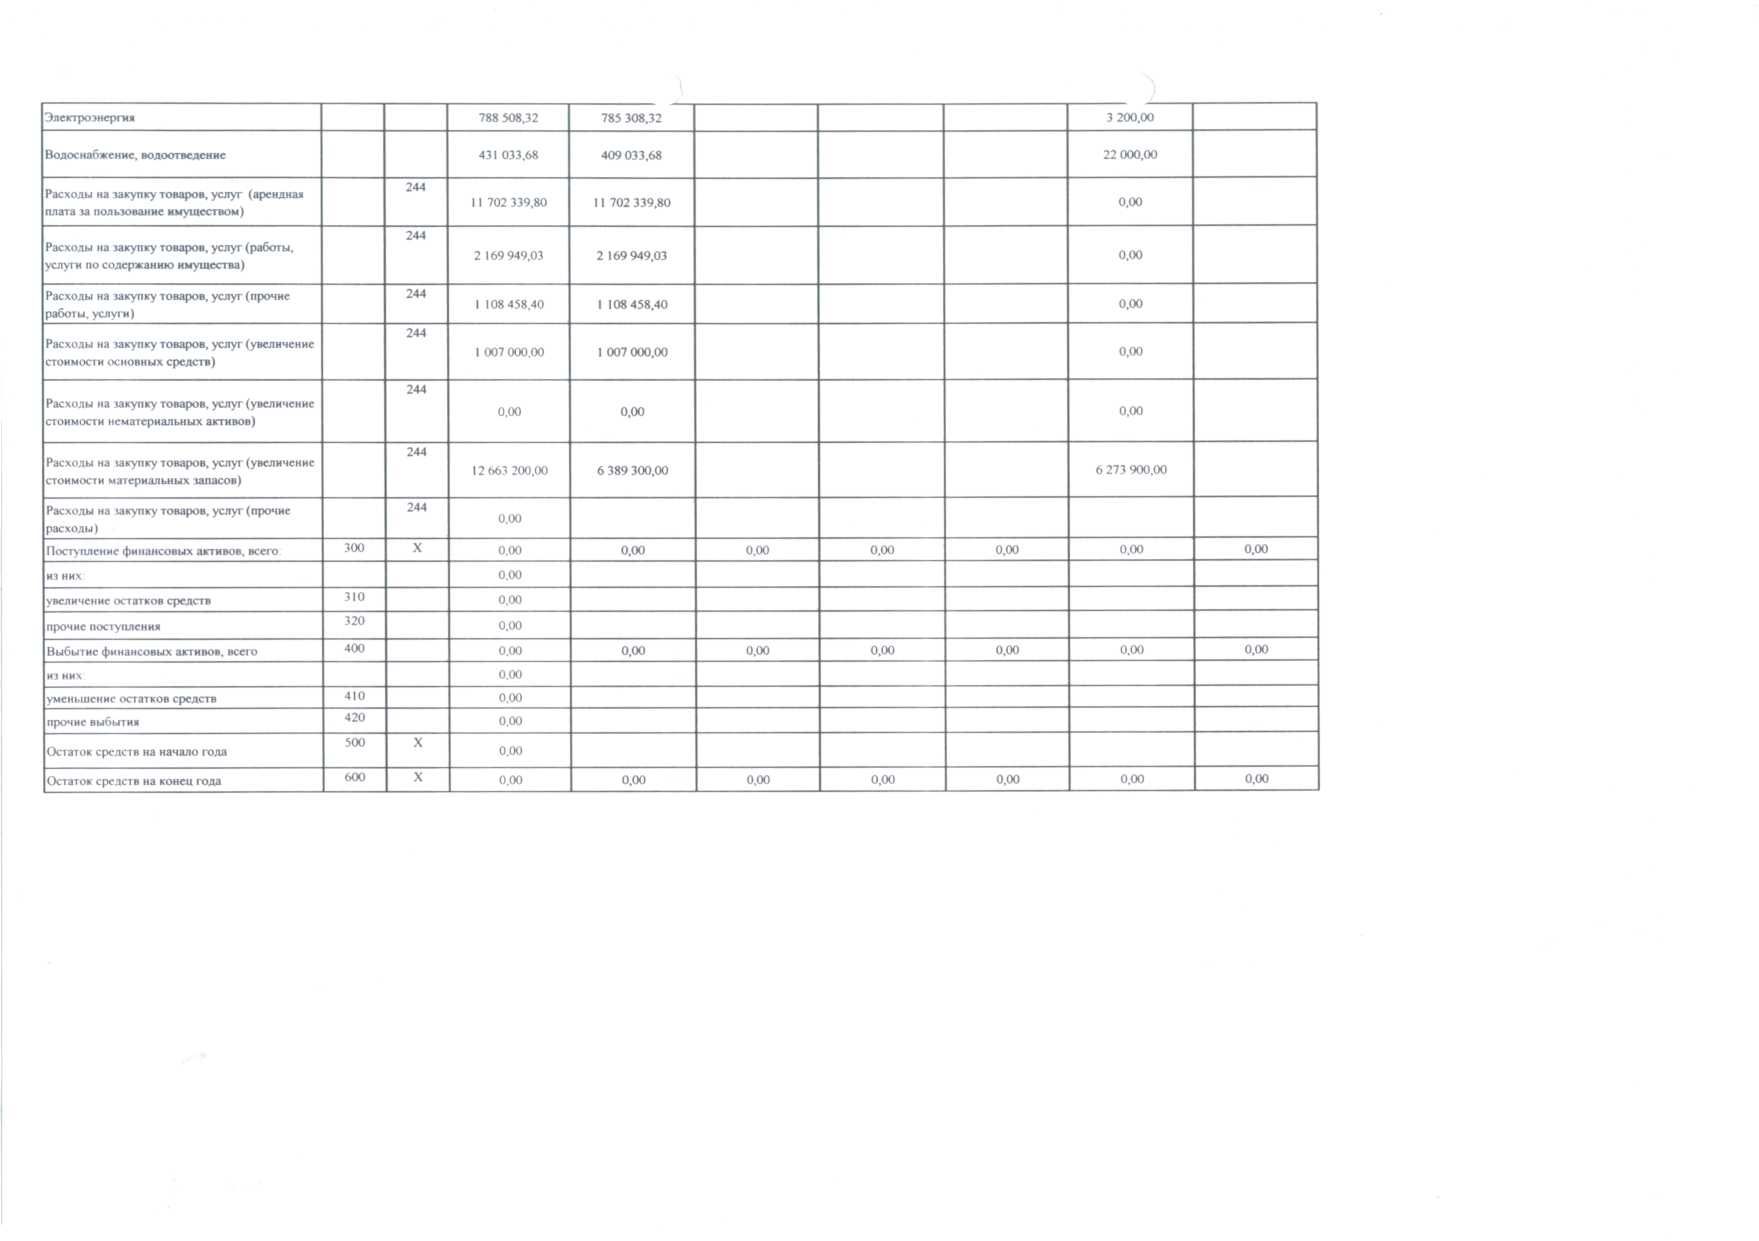 Электроэнергия 788 508,32 785 308,32 3 200,00
Водоснабжение, водоотведение 431 033,68 409 033,68 22 000,00
Расходы на закупку товаров, услуг (арендная
плата за пользование имуществом) 244 11 702 339,80 11 702 339,80 0,00
Расходы на закупку товаров, услуг (работы,
услуги по содержанию имущества) 244 2 169 949,03 2 169 949,03 0,00
Расходы на закупку товаров, услуг (прочие
работы, услуги) 244 1 108 458,40 1 108 458,40 0,00
Расходы на закупку товаров, услуг (увеличение
стоимости основных средств) 244 1 007 000,00 1 007 000,00 0,00
Расходы на закупку товаров, услуг (увеличение
стоимости нематериальных активов) 244 0,00 0,00 0,00
Расходы на закупку товаров, услуг (увеличение
стоимости материальных запасов) 244 12 663 200,00 6 389 300,00 6 273 900,00
Расходы на закупку товаров, услуг (прочие
расходы) 244 0,00
Поступление финансовых активов, всего: 300 X 0,00 0,00 0,00 0,00 0,00 0,00 0,00
из них: 0,00
увеличение остатков средств 310 0,00
прочие поступления 320 0,00
Выбытие финансовых активов, всего 400 0,00 0,00 0,00 0,00 0,00 0,00 0,00
из них 0,00
уменьшение остатков средств 410 0,00
прочие выбытия 420 0,00
Остаток средств на начало года 500 X 0,00
Остаток средств на конец года 600 X 0,00 0,00 0,00 0,00 0,00 0,00 0,00